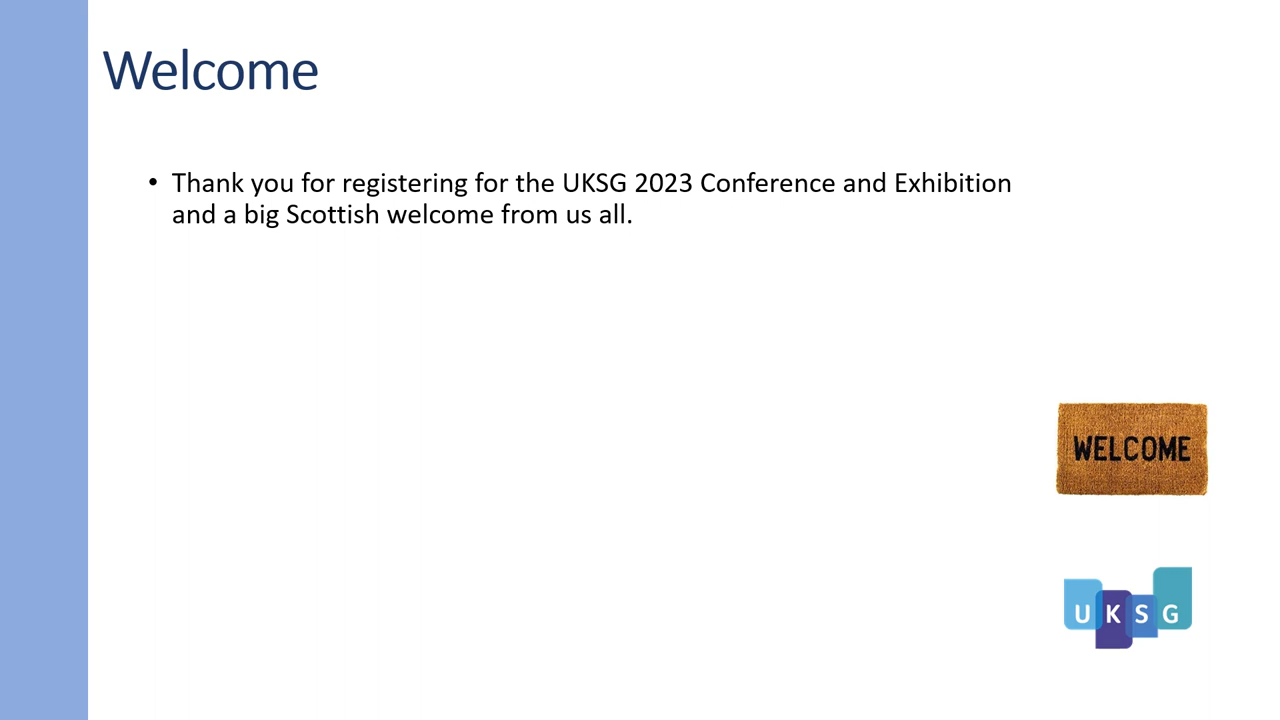 Welcome
• Thank you for registering for the UKSG 2023 Conference and Exhibition
and a big Scottish welcome from us all.
WELCOME
UKSG